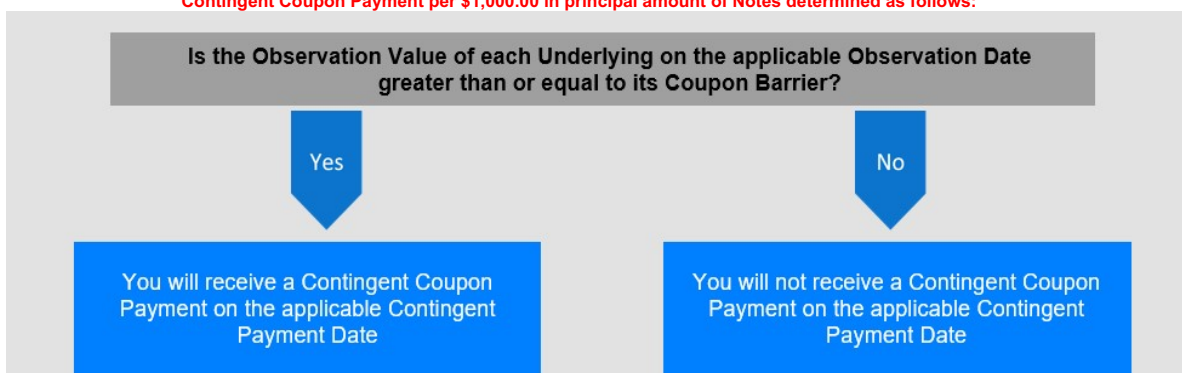 Contingent Coupon Payment per $1,000.00 in principal amount of Notes determined as follows:
Is the Observation Value of each Underlying on the applicable Observation Date
greater than or equal to its Coupon Barrier?
Yes
No
You will receive a Contingent Coupon
Payment on the applicable Contingent
Payment Date
You will not receive a Contingent Coupon
Payment on the applicable Contingent
Payment Date